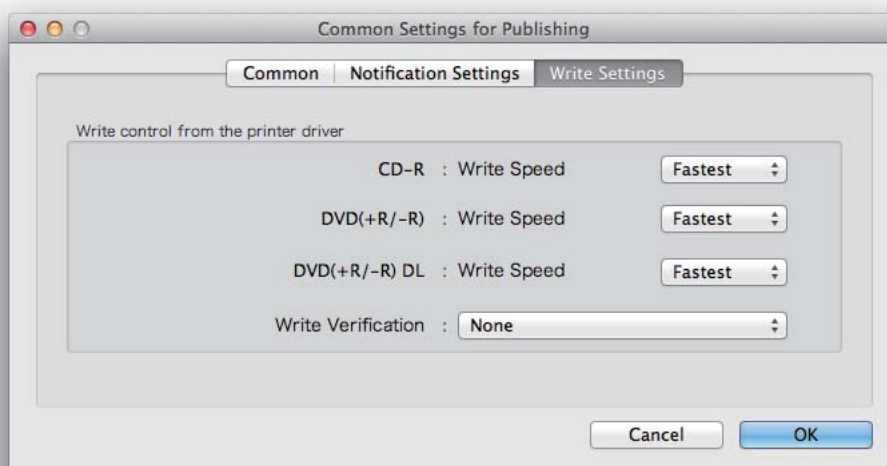 Common Settings for Publishing
Common Notification Settings Write Settings
Write control from the printer driver
CD-R : Write Speed Fastest
DVD(+R/-R) : Write Speed Fastest
DVD(+R/-R) DL : Write Speed Fastest
Write Verification : None
Cancel OK